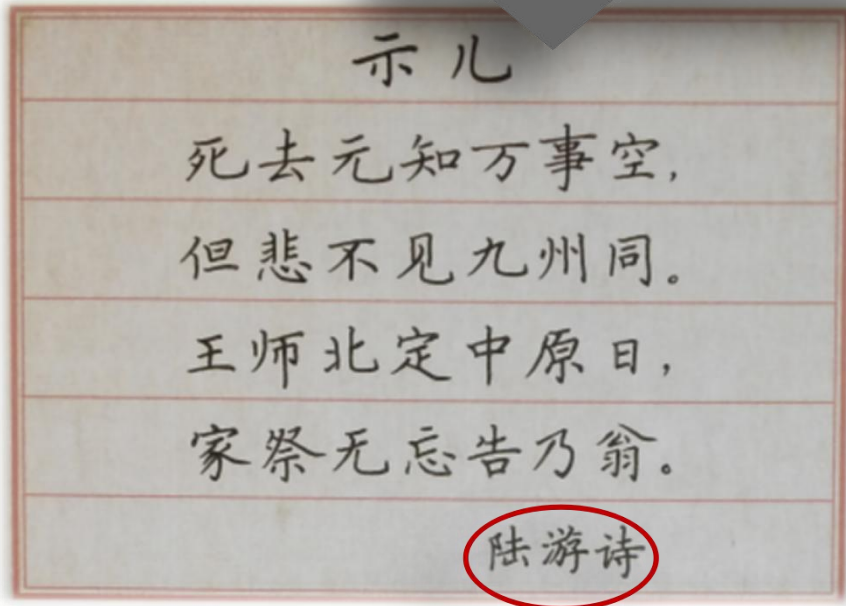 示儿
死去元知万事空，
但悲不见九州同。
王师北定中原日，
家祭无忘告乃翁。
陆游诗